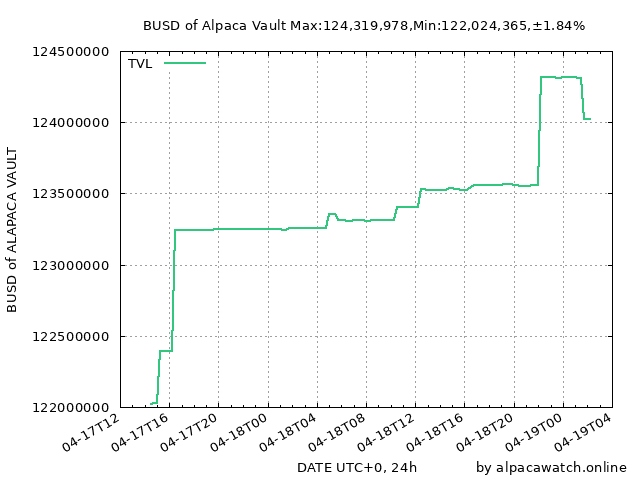 BUSD of Alpaca Vault Max:124,319,978,Min:122,024,365,±1.84%
TVL
124500000
124000000
123500000
123000000
122500000
122000000
BUSD of ALAPACA VAULT
04-17T12
04-17T16
04-17T20
04-18T00
04-18T04
04-18T08
04-18T12
04-18T16
04-18T20
04-19T00
04-19T04
DATE UTC+0, 24h
by alpacawatch.online